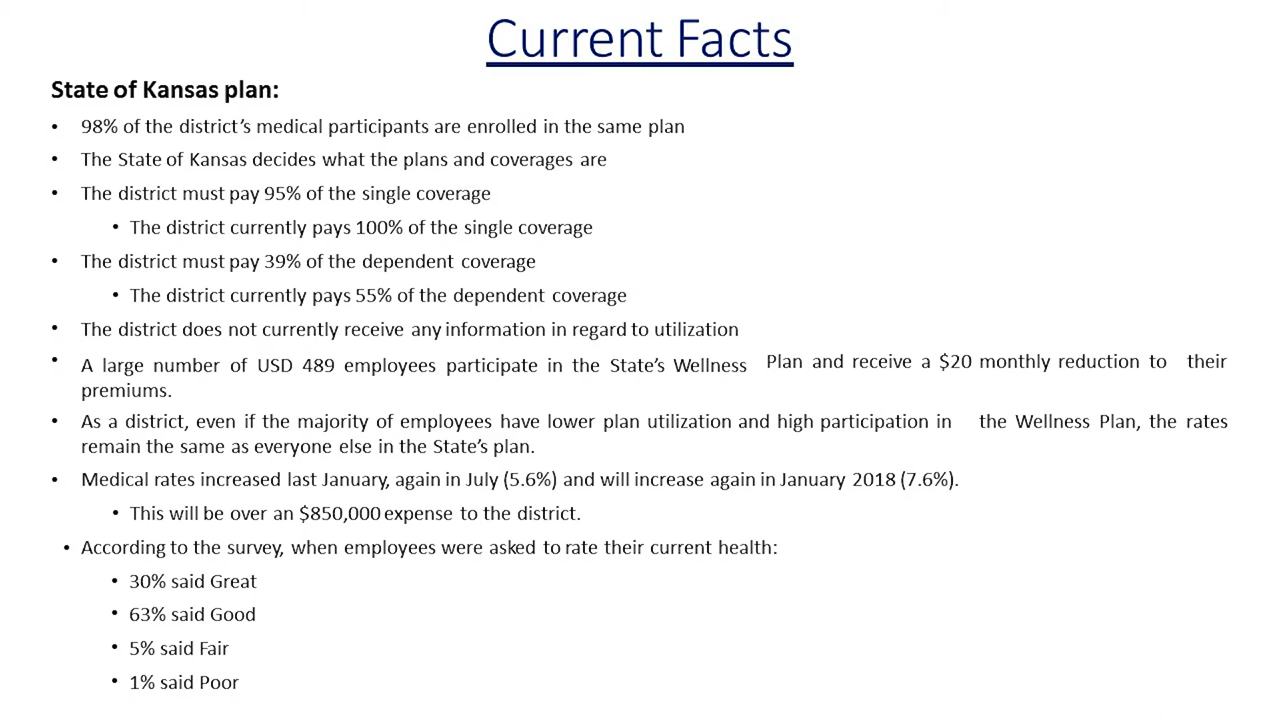 Current Facts
State of Kansas plan:
• 98% of the district’s medical participants are enrolled in the same plan
• The State of Kansas decides what the plans and coverages are
• The district must pay 95% of the single coverage
• The district currently pays 100% of the single coverage
• The district must pay 39% of the dependent coverage
• The district currently pays 55% of the dependent coverage
• The district does not currently receive any information in regard to utilization
• A large number of USD 489 employees participate in the State’s Wellness Plan and receive a $20 monthly reduction to their
premiums.
• As a district, even if the majority of employees have lower plan utilization and high participation in the Wellness Plan, the rates
remain the same as everyone else in the State’s plan.
• Medical rates increased last January, again in July (5.6%) and will increase again in January 2018 (7.6%).
• This will be over an $850,000 expense to the district.
• According to the survey, when employees were asked to rate their current health:
• 30% said Great
• 63% said Good
• 5% said Fair
• 1% said Poor